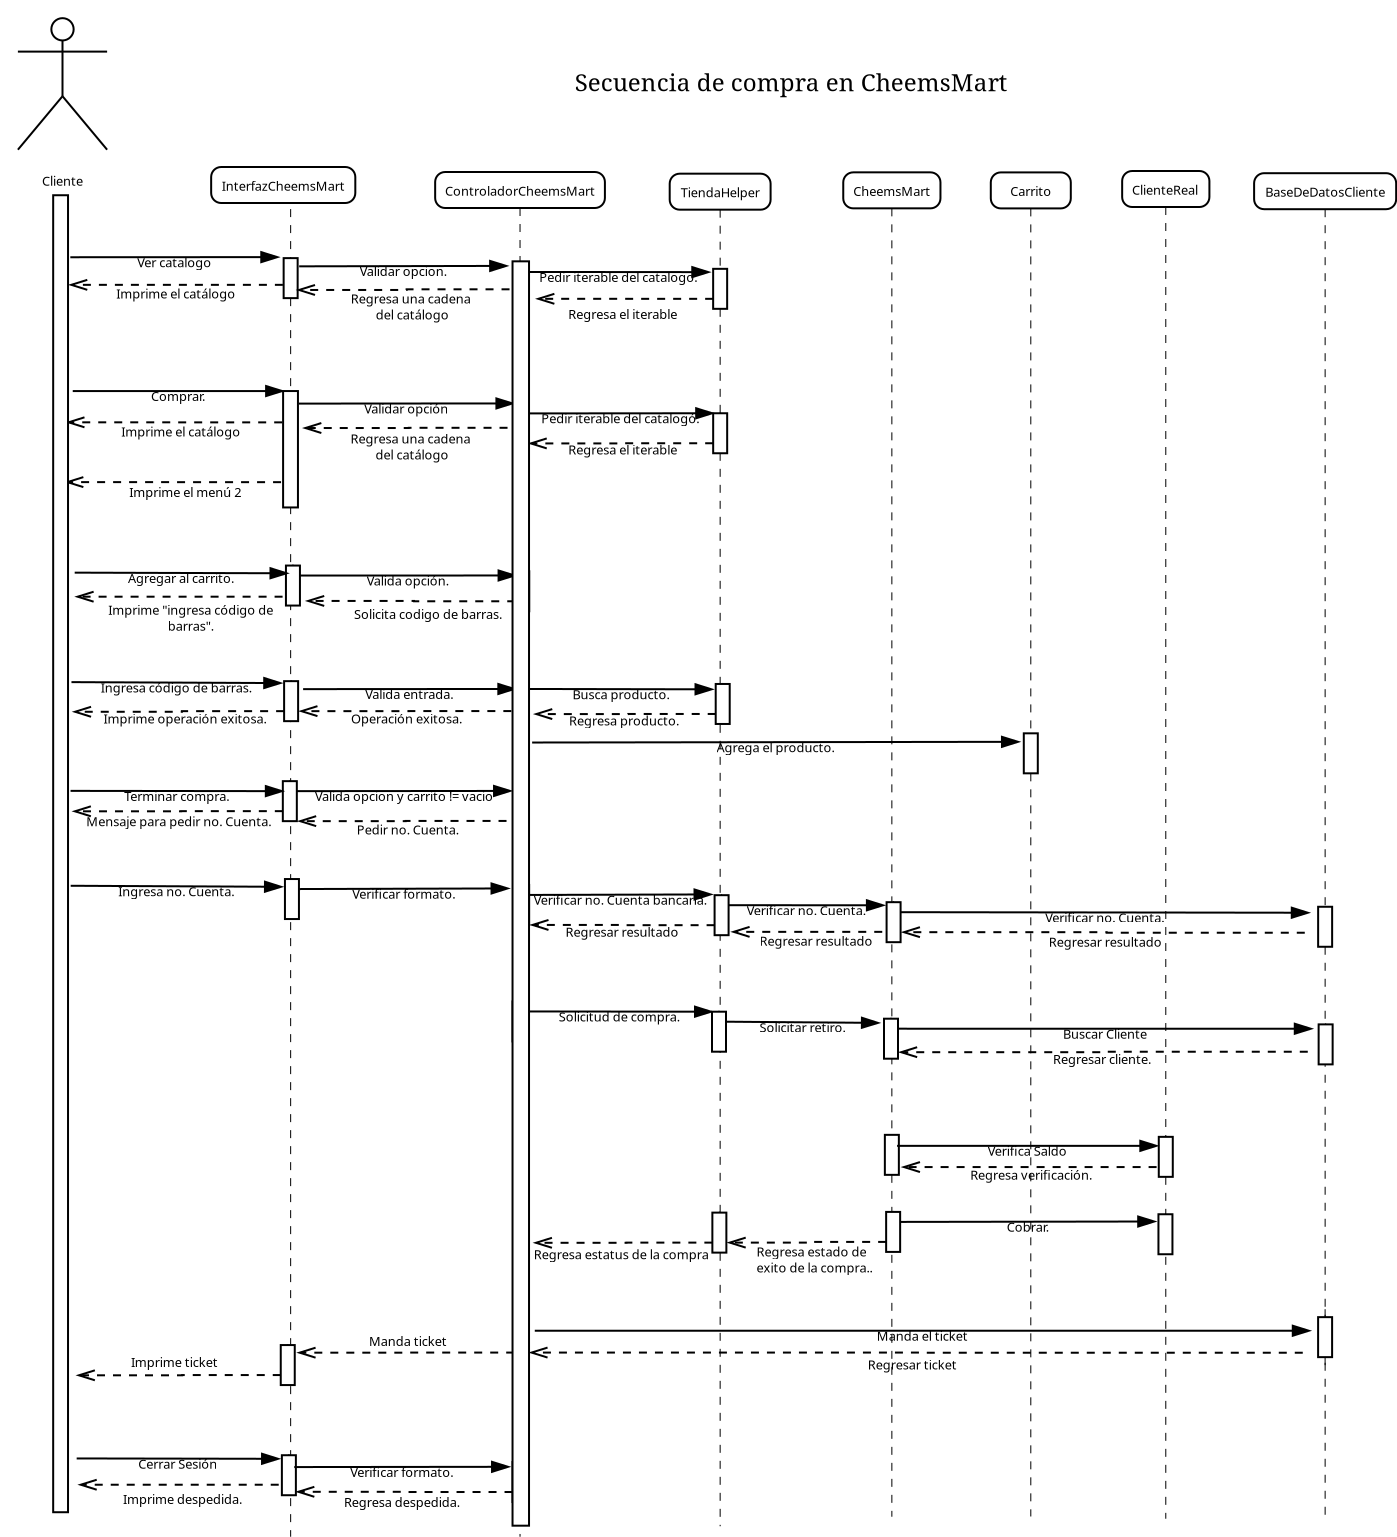 Secuencia de compra en CheemsMart
Cliente
InterfazCheemsMart
ControladorCheemsMart
TiendaHelper
CheemsMart
Carrito
ClienteReal
BaseDeDatosCliente
Ver catalogo
Validar opcion.
Pedir iterable del catalogo.
Imprime el catálogo
Regresa una cadena
del catálogo
Regresa el iterable
Comprar.
Validar opción
Pedir iterable del catalogo.
Imprime el catálogo
Regresa una cadena
del catálogo
Regresa el iterable
Imprime el menú 2
Agregar al carrito.
Valida opción.
Imprime "ingresa código de
barras".
Solicita codigo de barras.
Ingresa código de barras.
Valida entrada.
Busca producto.
Imprime operación exitosa.
Operación exitosa.
Regresa producto.
Agrega el producto.
Terminar compra.
Valida opcion y carrito != vacio
Mensaje para pedir no. Cuenta.
Pedir no. Cuenta.
Ingresa no. Cuenta.
Verificar formato.
Verificar no. Cuenta bancaria.
Verificar no. Cuenta.
Verificar no. Cuenta.
Regresar resultado
Regresar resultado
Regresar resultado
Solicitud de compra.
Solicitar retiro.
Buscar Cliente
Regresar cliente.
Verifica Saldo
Regresa verificación.
Cobrar.
Regresa estatus de la compra
Regresa estado de
exito de la compra..
Manda el ticket
Manda ticket
Regresar ticket
Imprime ticket
Cerrar Sesión
Verificar formato.
Imprime despedida.
Regresa despedida.